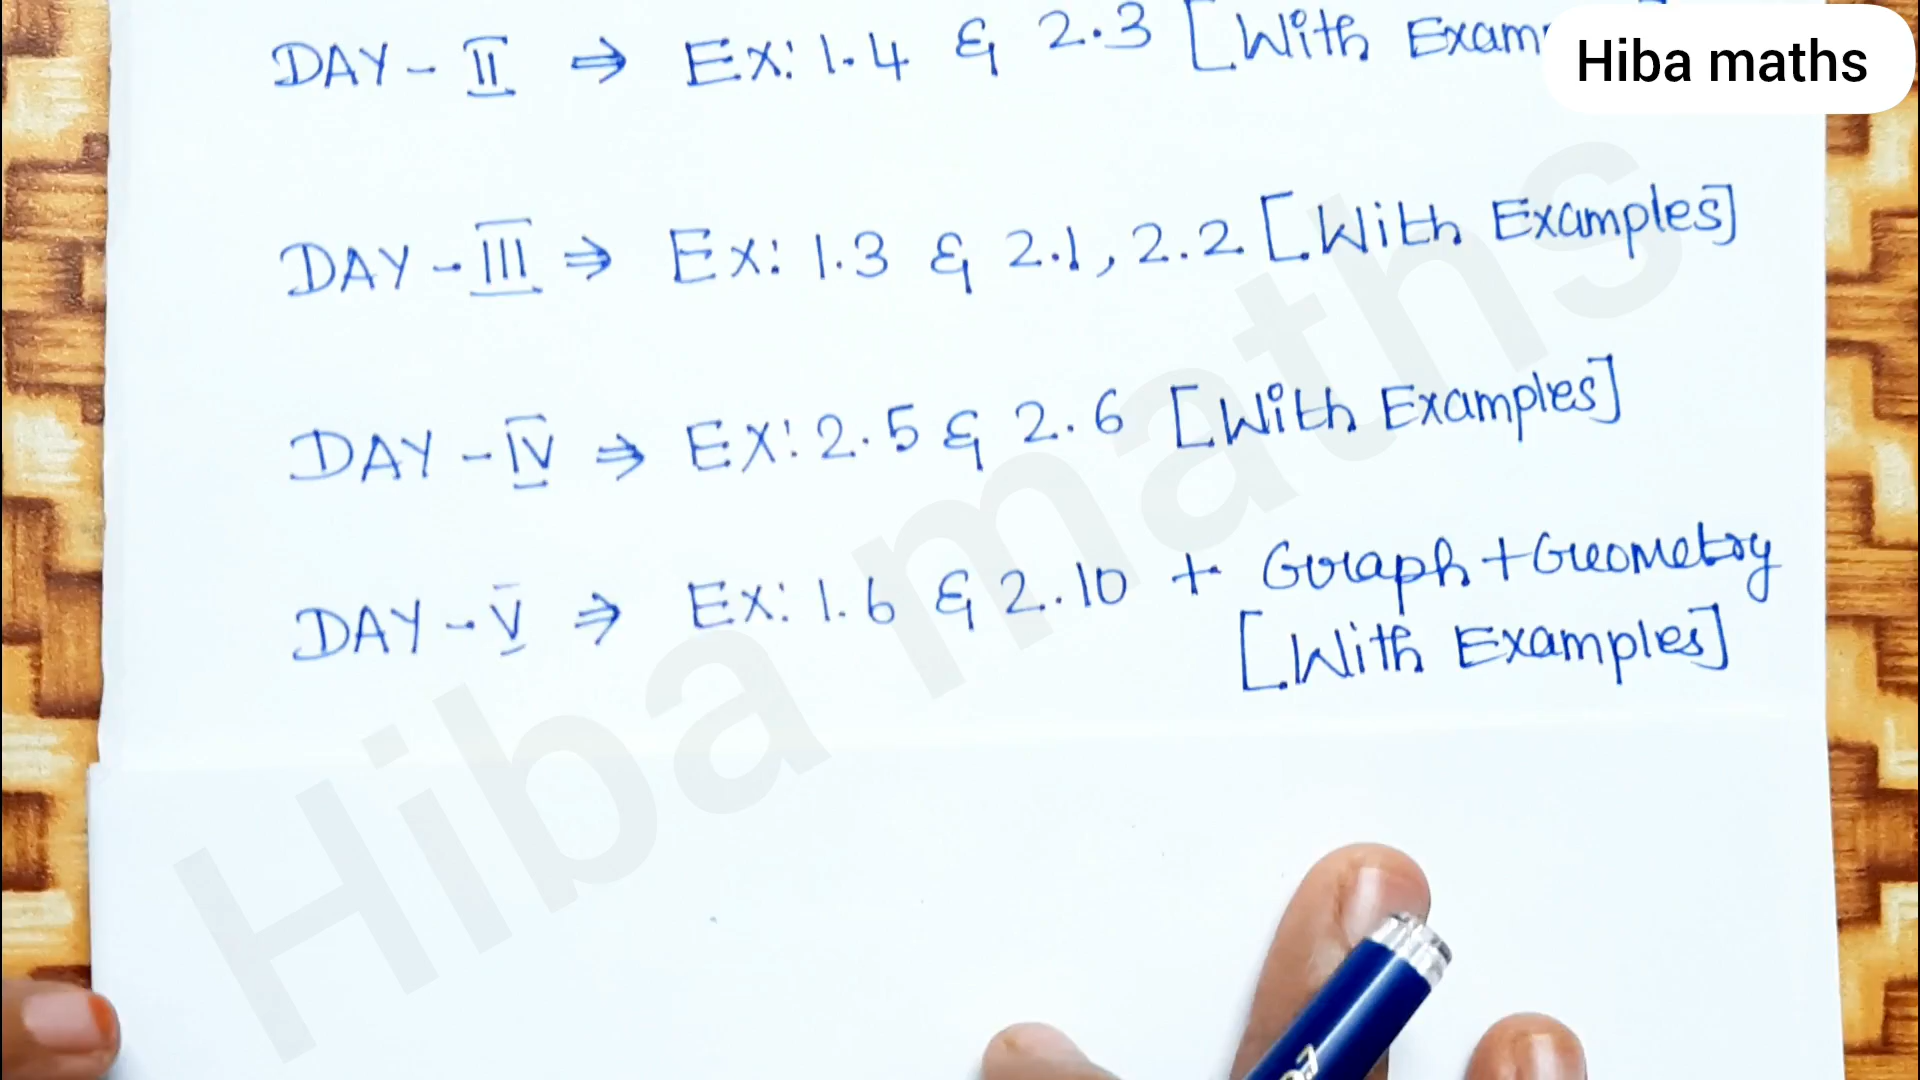 DAY - II ⇒ Ex: 1.4 & 2.3 [With Exam
Hiba maths
DAY - III ⇒ Ex: 1.3 & 2.1, 2.2 [With Examples]
DAY - IV ⇒ Ex: 2.5 & 2.6 [With Examples]
DAY - V ⇒ Ex: 1.6 & 2.10 + Graph + Geometry
[With Examples]
Hiba maths